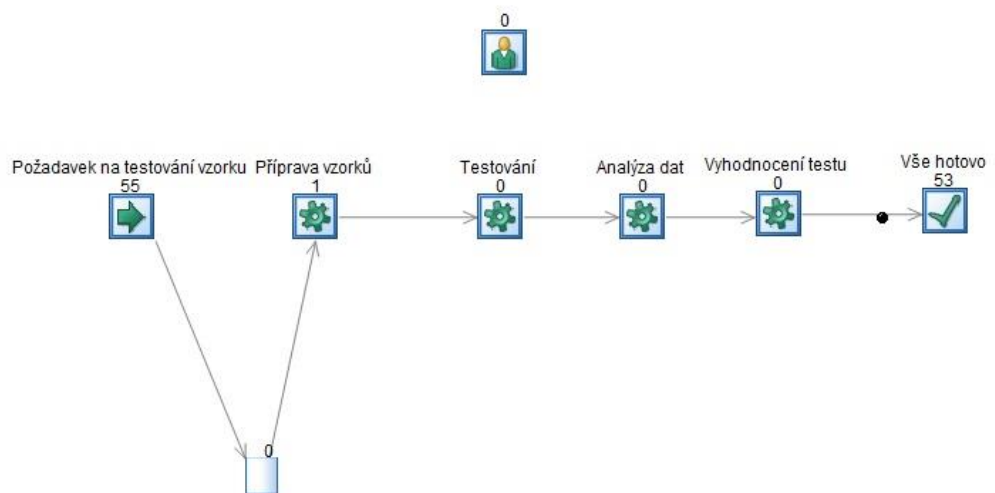 0
Požadavek na testování vzorku
55
Příprava vzorků
1
Testování
0
Analýza dat
0
Vyhodnocení testu
0
Vše hotovo
53
0